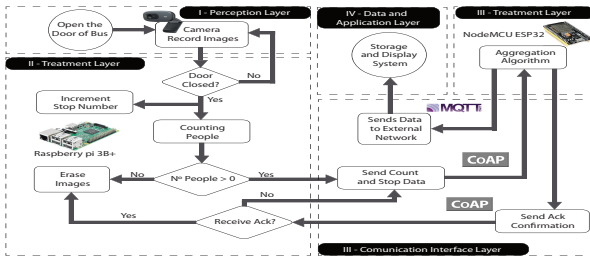 I - Perception Layer
Open the
Door of Bus
Camera
Record Images
II - Treatment Layer
Door
Closed?
No
Yes
Increment
Stop Number
Counting
People
Raspberry pi 3B+
Erase
Images
No
Nº People > 0
Yes
No
Yes
Receive Ack?
IV - Data and
Application Layer
Storage
and Display
System
III - Treatment Layer
NodeMCU ESP32
Aggregation
Algorithm
MQTT
Sends Data
to External
Network
CoAP
Send Count
and Stop Data
CoAP
Send Ack
Confirmation
III - Comunication Interface Layer